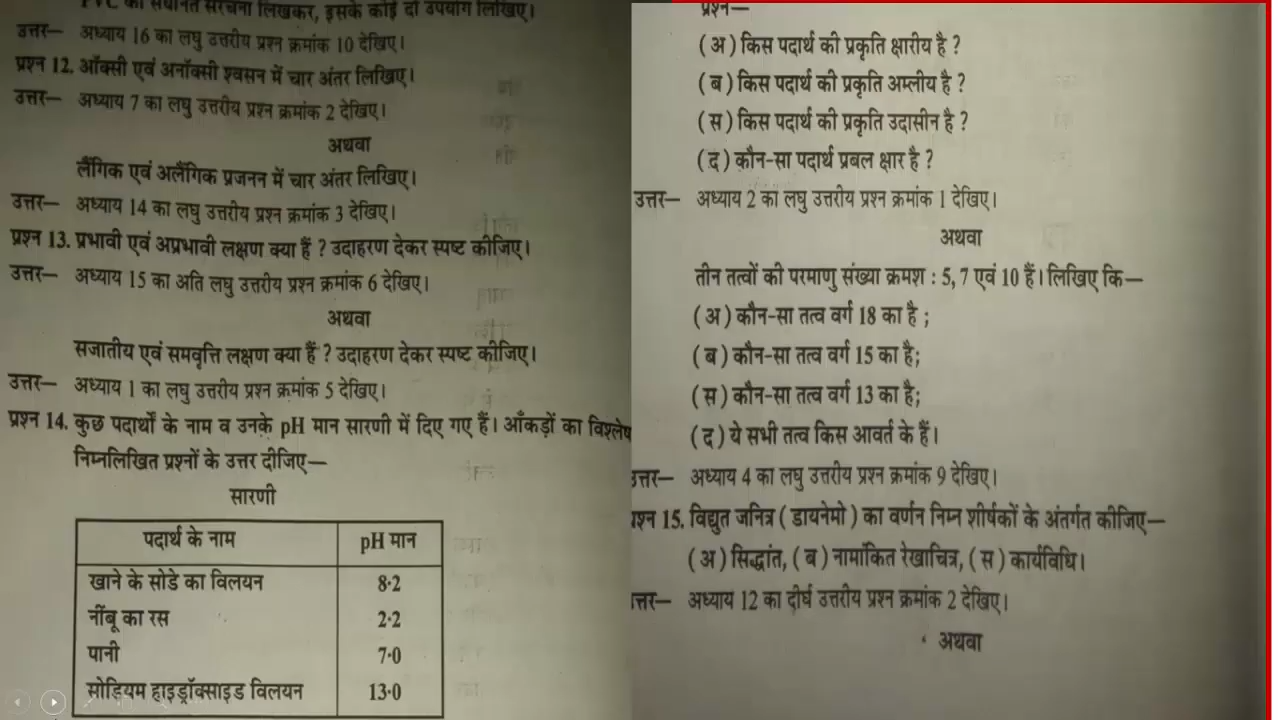 PVC की संरचना लिखकर, इसके कोई दो उपयोग लिखिए।
उत्तर— अध्याय 16 का लघु उत्तरीय प्रश्न क्रमांक 10 देखिए।
प्रश्न 12. ऑक्सी एवं अनॉक्सी श्वसन में चार अंतर लिखिए।
उत्तर— अध्याय 7 का लघु उत्तरीय प्रश्न क्रमांक 2 देखिए।
अथवा
लैंगिक एवं अलैंगिक प्रजनन में चार अंतर लिखिए।
उत्तर— अध्याय 14 का लघु उत्तरीय प्रश्न क्रमांक 3 देखिए।
प्रश्न 13. प्रभावी एवं अप्रभावी लक्षण क्या हैं ? उदाहरण देकर स्पष्ट कीजिए।
उत्तर— अध्याय 15 का अति लघु उत्तरीय प्रश्न क्रमांक 6 देखिए।
अथवा
सजातीय एवं समवृत्ति लक्षण क्या हैं ? उदाहरण देकर स्पष्ट कीजिए।
उत्तर— अध्याय 1 का लघु उत्तरीय प्रश्न क्रमांक 5 देखिए।
प्रश्न 14. कुछ पदार्थों के नाम व उनके pH मान सारणी में दिए गए हैं। आँकड़ों का विश्लेष
निम्नलिखित प्रश्नों के उत्तर दीजिए—
सारणी
पदार्थ के नाम pH मान
खाने के सोडे का विलयन 8·2
नींबू का रस 2·2
पानी 7·0
सोडियम हाइड्रॉक्साइड विलयन 13·0
प्रश्न—
(अ) किस पदार्थ की प्रकृति क्षारीय है ?
(ब) किस पदार्थ की प्रकृति अम्लीय है ?
(स) किस पदार्थ की प्रकृति उदासीन है ?
(द) कौन-सा पदार्थ प्रबल क्षार है ?
उत्तर— अध्याय 2 का लघु उत्तरीय प्रश्न क्रमांक 1 देखिए।
अथवा
तीन तत्वों की परमाणु संख्या क्रमश : 5, 7 एवं 10 हैं। लिखिए कि—
(अ) कौन-सा तत्व वर्ग 18 का है ;
(ब) कौन-सा तत्व वर्ग 15 का है;
(स) कौन-सा तत्व वर्ग 13 का है;
(द) ये सभी तत्व किस आवर्त के हैं।
उत्तर— अध्याय 4 का लघु उत्तरीय प्रश्न क्रमांक 9 देखिए।
प्रश्न 15. विद्युत जनित्र (डायनेमो) का वर्णन निम्न शीर्षकों के अंतर्गत कीजिए—
(अ) सिद्धांत, (ब) नामांकित रेखाचित्र, (स) कार्यविधि।
त्तर— अध्याय 12 का दीर्घ उत्तरीय प्रश्न क्रमांक 2 देखिए।
अथवा